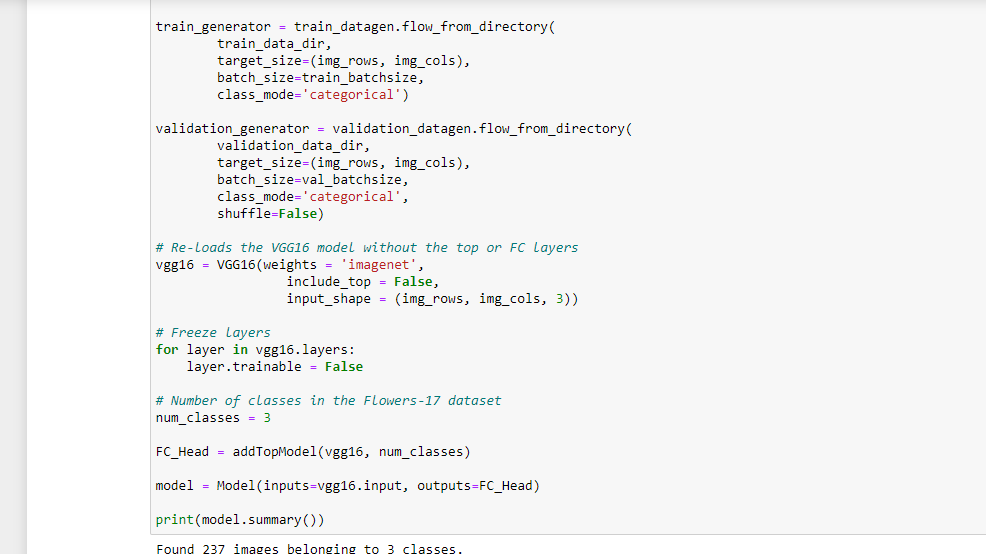 train_generator = train_datagen.flow_from_directory(
        train_data_dir,
        target_size=(img_rows, img_cols),
        batch_size=train_batchsize,
        class_mode='categorical')
validation_generator = validation_datagen.flow_from_directory(
        validation_data_dir,
        target_size=(img_rows, img_cols),
        batch_size=val_batchsize,
        class_mode='categorical',
        shuffle=False)
# Re-loads the VGG16 model without the top or FC layers
vgg16 = VGG16(weights = 'imagenet',
                 include_top = False,
                 input_shape = (img_rows, img_cols, 3))
# Freeze layers
for layer in vgg16.layers:
    layer.trainable = False
# Number of classes in the Flowers-17 dataset
num_classes = 3
FC_Head = addTopModel(vgg16, num_classes)
model = Model(inputs=vgg16.input, outputs=FC_Head)
print(model.summary())
Found 237 images belonging to 3 classes.